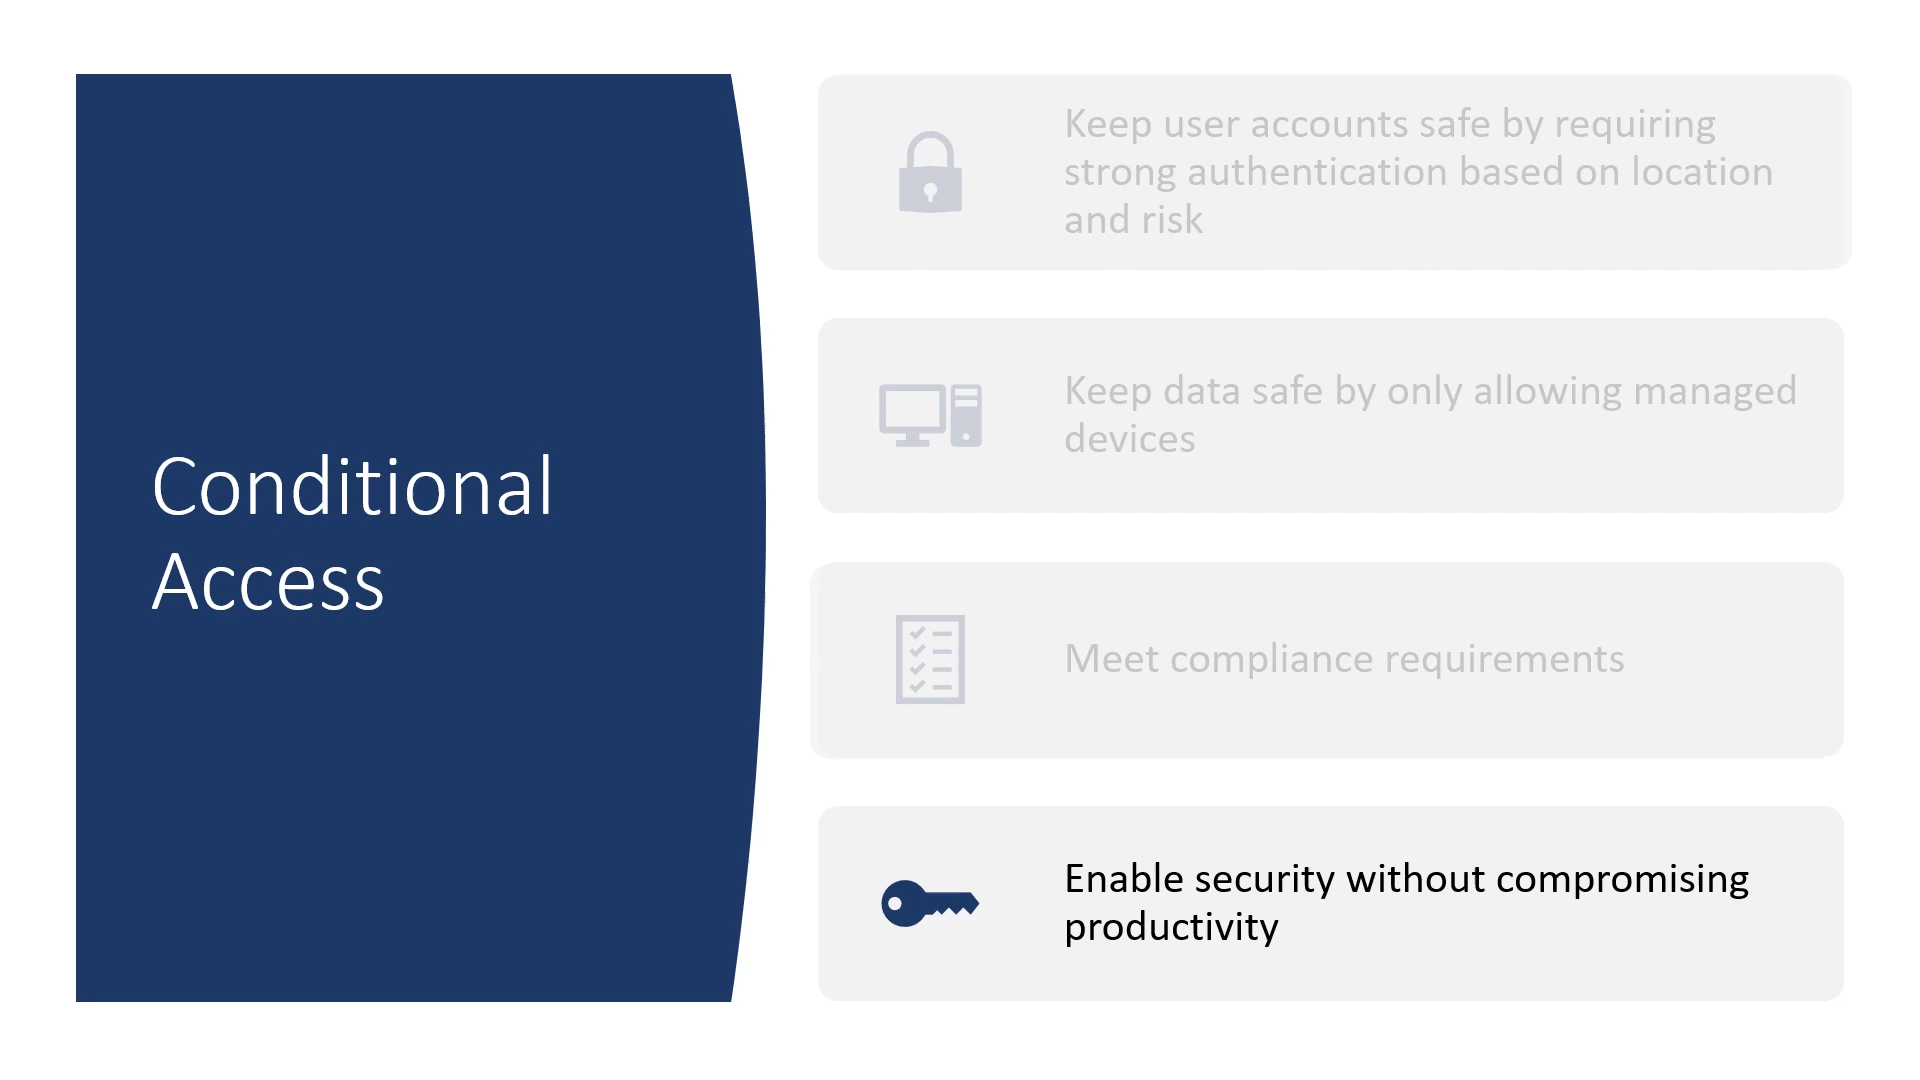 Conditional
Access
Keep user accounts safe by requiring
strong authentication based on location
and risk
Keep data safe by only allowing managed
devices
Meet compliance requirements
Enable security without compromising
productivity